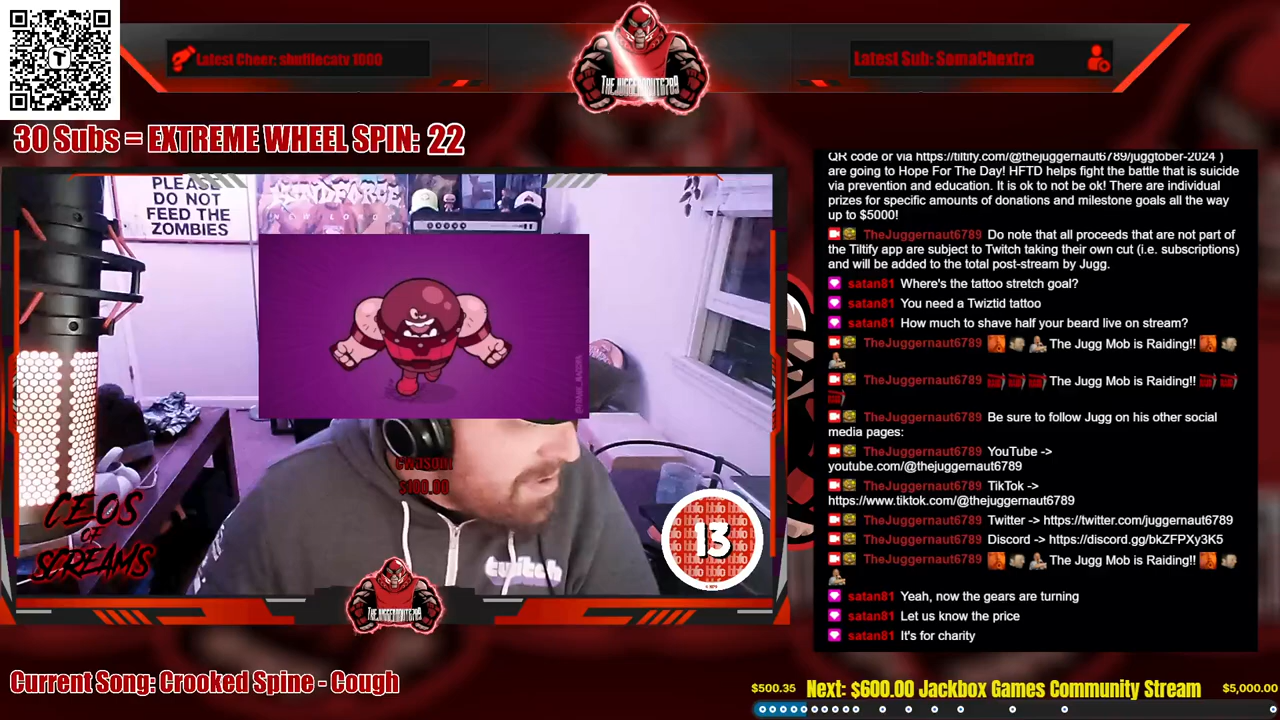 Latest Cheer: shufflecatv 1000
THEJUGGERNAUT6789
Latest Sub: SomaChextra
30 Subs = EXTREME WHEEL SPIN: 22
PLEASE
DO NOT
FEED THE
ZOMBIES
MINDFORCE
NEW LORDS
CEOS
OF
SCREAMS
$100.00
twitch
13
THEJUGGERNAUT6789
QR code or via https://tiltify.com/@thejuggernaut6789/juggtober-2024 )
are going to Hope For The Day! HFTD helps fight the battle that is suicide
via prevention and education. It is ok to not be ok! There are individual
prizes for specific amounts of donations and milestone goals all the way
up to $5000!
TheJuggernaut6789 Do note that all proceeds that are not part of
the Tiltify app are subject to Twitch taking their own cut (i.e. subscriptions)
and will be added to the total post-stream by Jugg.
satan81 Where's the tattoo stretch goal?
satan81 You need a Twiztid tattoo
satan81 How much to shave half your beard live on stream?
TheJuggernaut6789 The Jugg Mob is Raiding!!
TheJuggernaut6789 The Jugg Mob is Raiding!!
TheJuggernaut6789 Be sure to follow Jugg on his other social
media pages:
TheJuggernaut6789 YouTube ->
youtube.com/@thejuggernaut6789
TheJuggernaut6789 TikTok ->
https://www.tiktok.com/@thejuggernaut6789
TheJuggernaut6789 Twitter -> https://twitter.com/juggernaut6789
TheJuggernaut6789 Discord -> https://discord.gg/bkZFPXy3K5
TheJuggernaut6789 The Jugg Mob is Raiding!!
satan81 Yeah, now the gears are turning
satan81 Let us know the price
satan81 It's for charity
Current Song: Crooked Spine - Cough
$500.35 Next: $600.00 Jackbox Games Community Stream $5,000.00